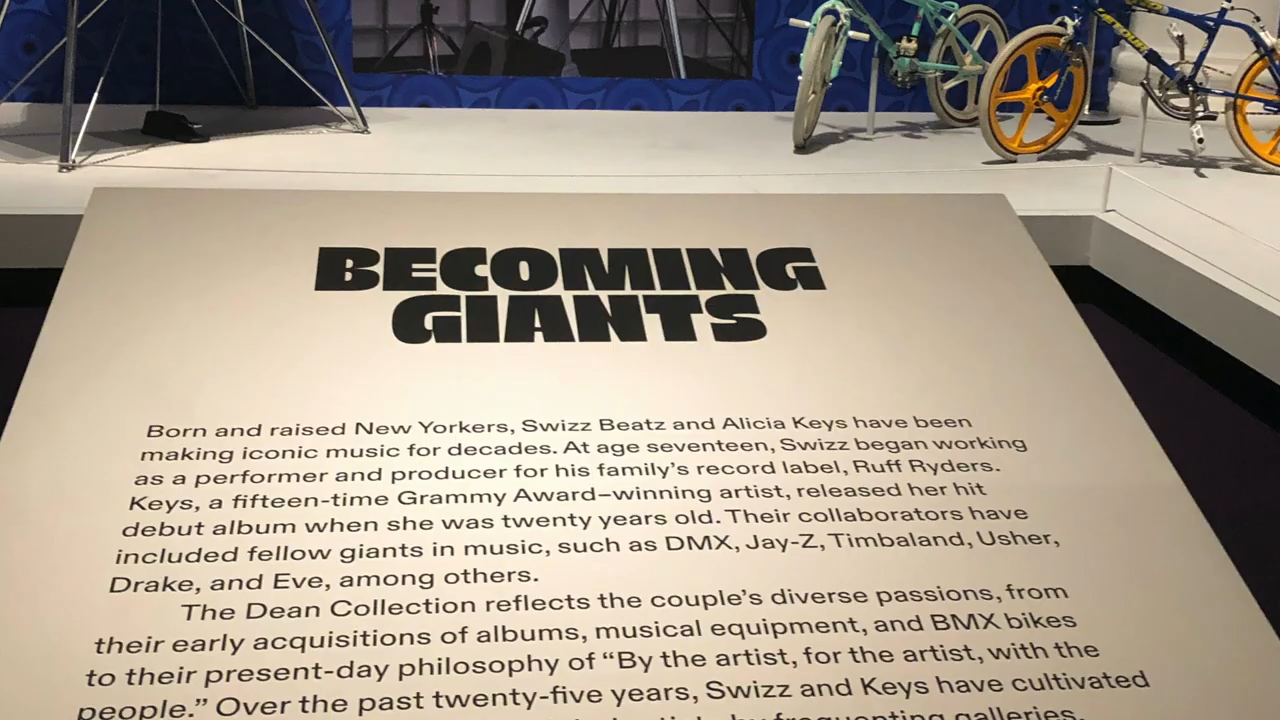 BECOMING
GIANTS
Born and raised New Yorkers, Swizz Beatz and Alicia Keys have been
making iconic music for decades. At age seventeen, Swizz began working
as a performer and producer for his family’s record label, Ruff Ryders.
Keys, a fifteen-time Grammy Award–winning artist, released her hit
debut album when she was twenty years old. Their collaborators have
included fellow giants in music, such as DMX, Jay-Z, Timbaland, Usher,
Drake, and Eve, among others.
The Dean Collection reflects the couple’s diverse passions, from
their early acquisitions of albums, musical equipment, and BMX bikes
to their present-day philosophy of “By the artist, for the artist, with the
people.” Over the past twenty-five years, Swizz and Keys have cultivated
by frequenting galleries,